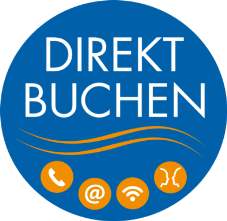 DIREKT
BUCHEN
@